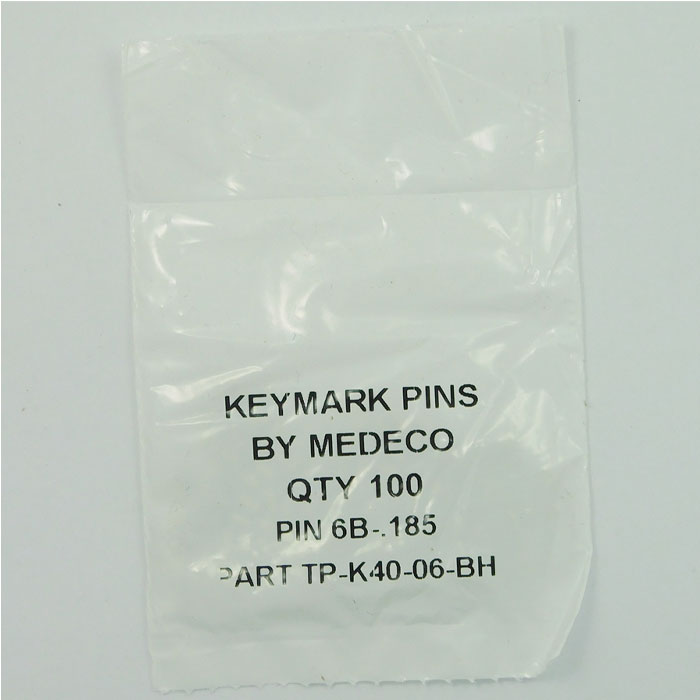 KEYMARK PINS
BY MEDECO
QTY 100
PIN 6B-.185
PART TP-K40-06-BH